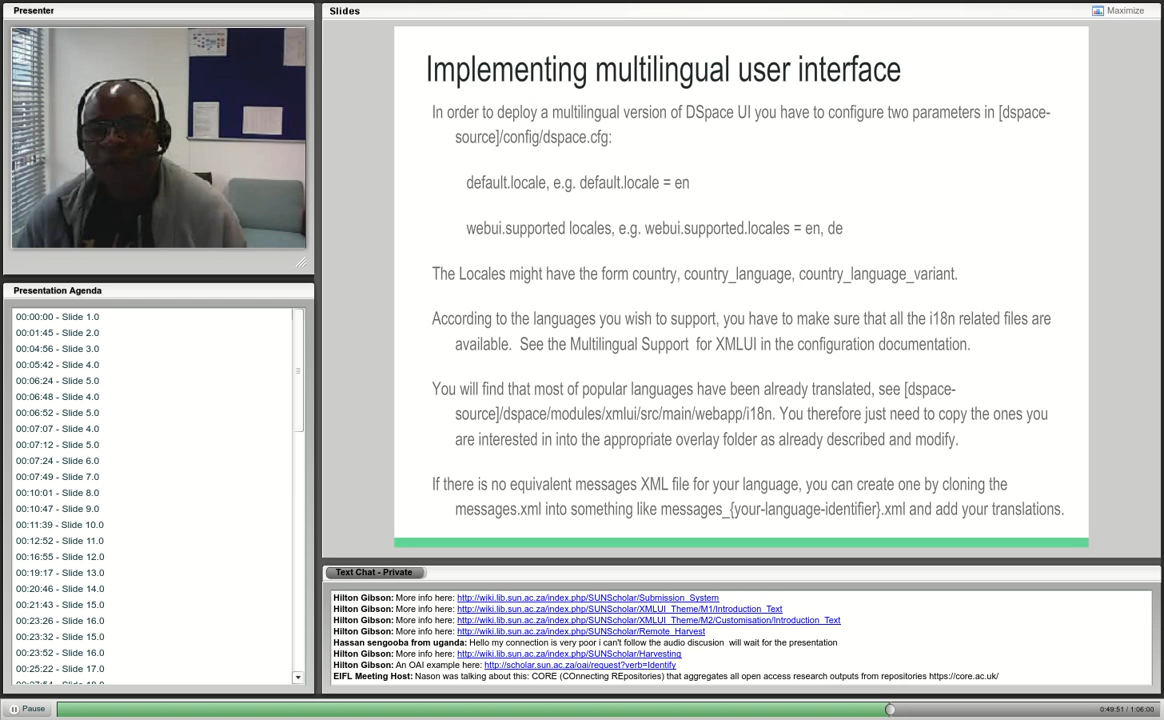 Presenter
Slides
Maximize
Implementing multilingual user interface
In order to deploy a multilingual version of DSpace UI you have to configure two parameters in [dspace-
source]/config/dspace.cfg:
default.locale, e.g. default.locale = en
webui.supported locales, e.g. webui.supported.locales = en, de
The Locales might have the form country, country_language, country_language_variant.
According to the languages you wish to support, you have to make sure that all the i18n related files are
available.  See the Multilingual Support  for XMLUI in the configuration documentation.
You will find that most of popular languages have been already translated, see [dspace-
source]/dspace/modules/xmlui/src/main/webapp/i18n. You therefore just need to copy the ones you
are interested in into the appropriate overlay folder as already described and modify.
If there is no equivalent messages XML file for your language, you can create one by cloning the
messages.xml into something like messages_{your-language-identifier}.xml and add your translations.
Presentation Agenda
00:00:00 - Slide 1.0
00:01:45 - Slide 2.0
00:04:56 - Slide 3.0
00:05:42 - Slide 4.0
00:06:24 - Slide 5.0
00:06:48 - Slide 4.0
00:06:52 - Slide 5.0
00:07:07 - Slide 4.0
00:07:12 - Slide 5.0
00:07:24 - Slide 6.0
00:07:49 - Slide 7.0
00:10:01 - Slide 8.0
00:10:47 - Slide 9.0
00:11:39 - Slide 10.0
00:12:52 - Slide 11.0
00:16:55 - Slide 12.0
00:19:17 - Slide 13.0
00:20:46 - Slide 14.0
00:21:43 - Slide 15.0
00:23:26 - Slide 16.0
00:23:32 - Slide 15.0
00:23:52 - Slide 16.0
00:25:22 - Slide 17.0
00:27:54 - Slide 18.0
Text Chat - Private
Hilton Gibson: More info here: http://wiki.lib.sun.ac.za/index.php/SUNScholar/Submission_System
Hilton Gibson: More info here: http://wiki.lib.sun.ac.za/index.php/SUNScholar/XMLUI_Theme/M1/Introduction_Text
Hilton Gibson: More info here: http://wiki.lib.sun.ac.za/index.php/SUNScholar/XMLUI_Theme/M2/Customisation/Introduction_Text
Hilton Gibson: More info here: http://wiki.lib.sun.ac.za/index.php/SUNScholar/Remote_Harvest
Hassan sengooba from uganda: Hello my connection is very poor i can't follow the audio discusion  will wait for the presentation
Hilton Gibson: More info here: http://wiki.lib.sun.ac.za/index.php/SUNScholar/Harvesting
Hilton Gibson: An OAI example here: http://scholar.sun.ac.za/oai/request?verb=Identify
EIFL Meeting Host: Nason was talking about this: CORE (COnnecting REpositories) that aggregates all open access research outputs from repositories https://core.ac.uk/
Pause
0:49:51 / 1:06:00